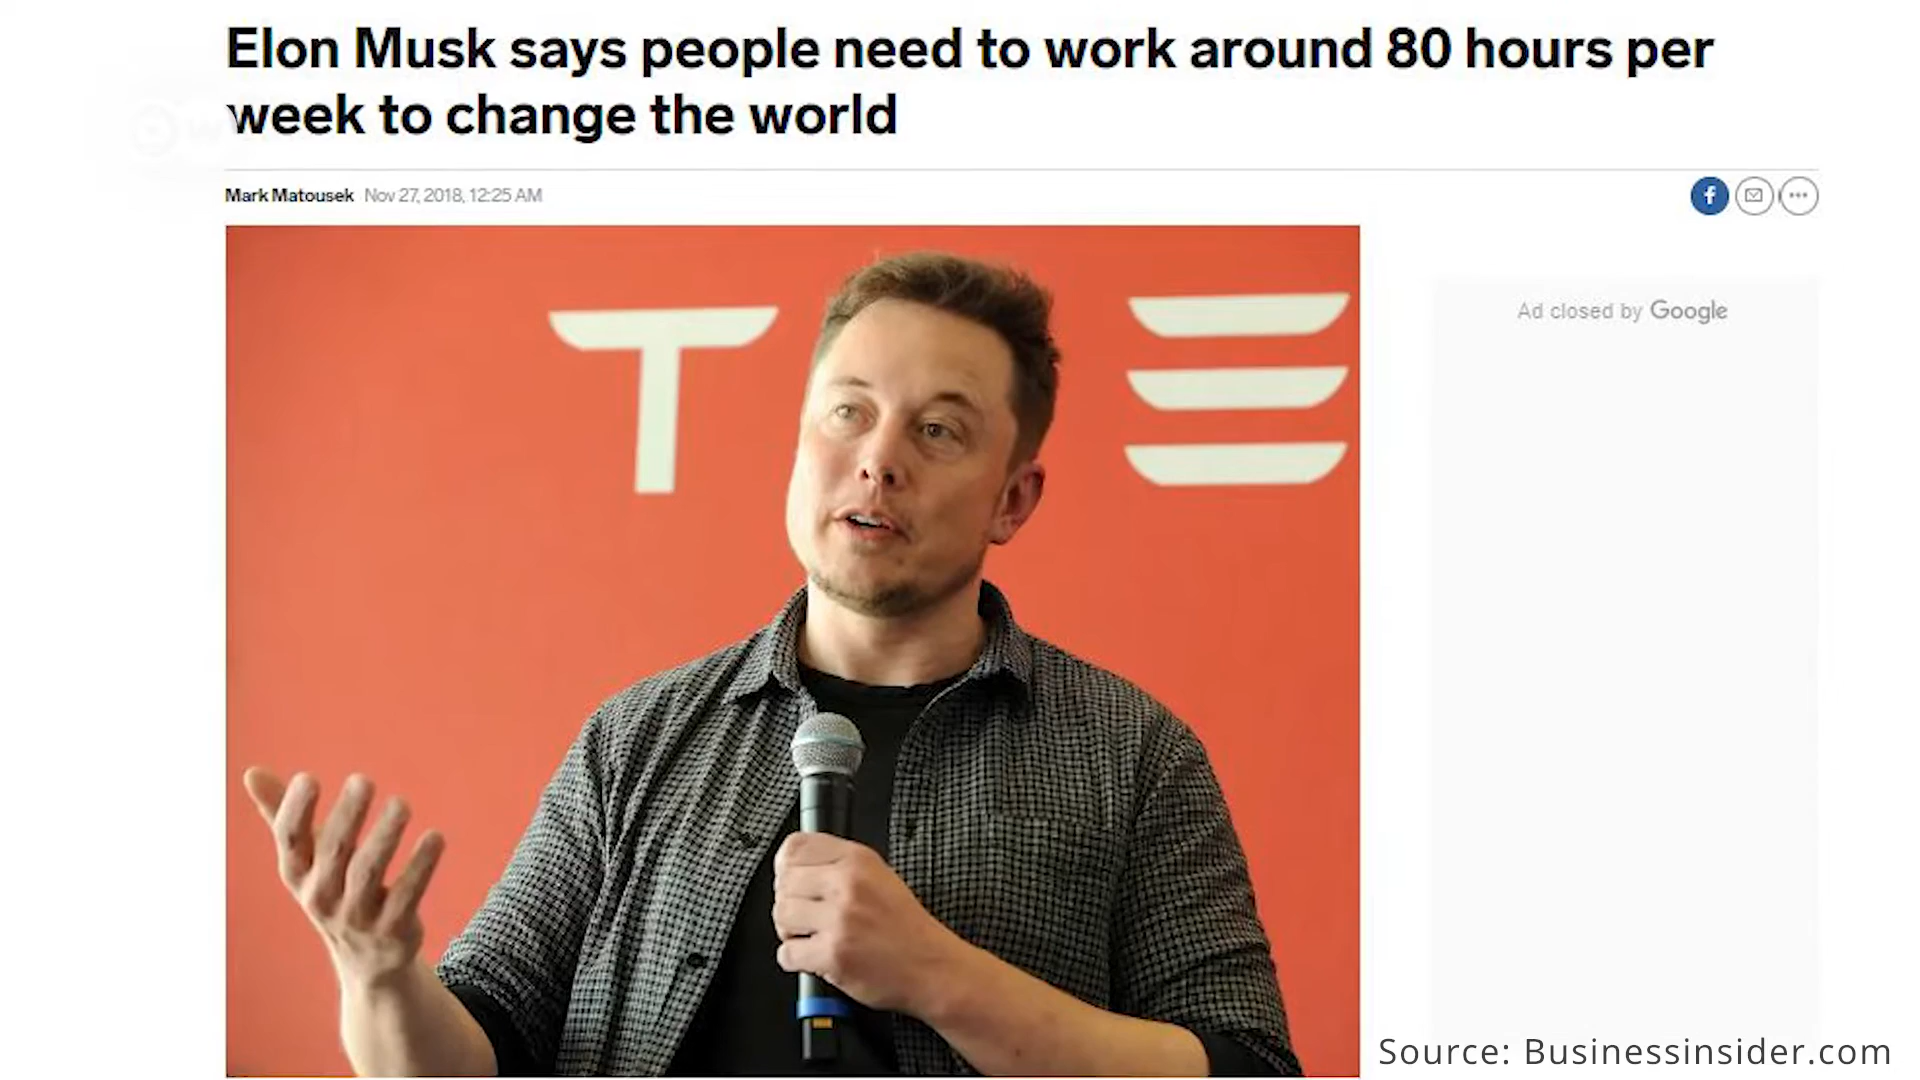 Elon Musk says people need to work around 80 hours per
week to change the world
DW
Mark Matousek Nov 27, 2018, 12:25 AM
f
T E
Ad closed by Google
Source: Businessinsider.com